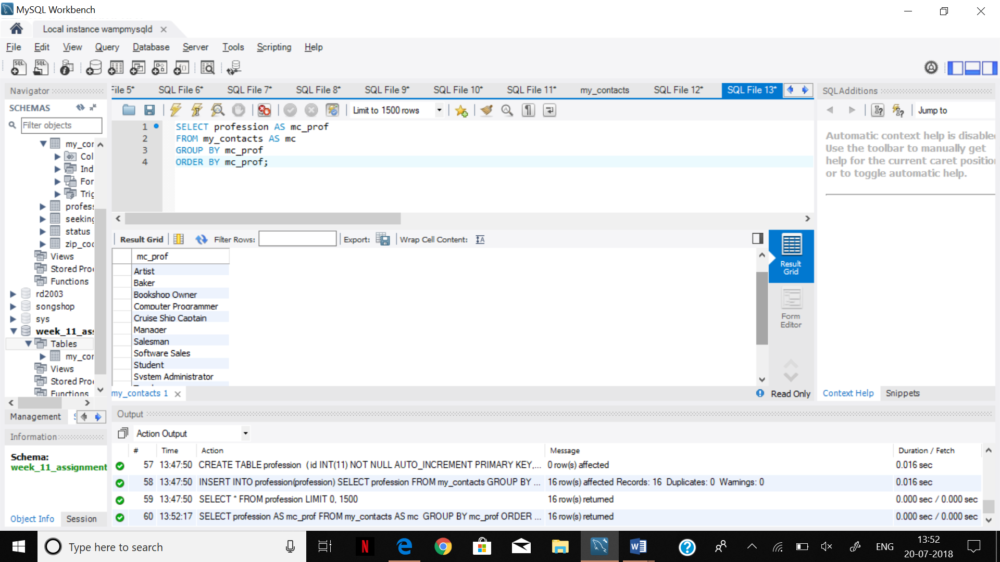 MySQL Workbench
Local instance wampmysqld
File Edit View Query Database Server Tools Scripting Help
Navigator
File 5* SQL File 6* SQL File 7* SQL File 8* SQL File 9* SQL File 10* SQL File 11* my_contacts SQL File 12* SQL File 13*
SQLAdditions
SCHEMAS
Filter objects
Limit to 1500 rows
Jump to
1 SELECT profession AS mc_prof
2 FROM my_contacts AS mc
3 GROUP BY mc_prof
4 ORDER BY mc_prof;
Automatic context help is disable
Use the toolbar to manually get
help for the current caret positio
or to toggle automatic help.
my_cor
Col
Ind
For
Trig
profes
seeking
status
zip_coc
Views
Stored Pro
Functions
rd2003
songshop
sys
week_11_as
Tables
my_cor
Views
Stored Pro
Functions
Result Grid Filter Rows: Export: Wrap Cell Content:
mc_prof
Artist
Baker
Bookshop Owner
Computer Programmer
Cruise Ship Captain
Manager
Salesman
Software Sales
Student
System Administrator
Result
Grid
Form
Editor
my_contacts 1
Read Only
Context Help Snippets
Management
Information
Schema:
week_11_assignment
Object Info Session
Output
Action Output
# Time Action Message Duration / Fetch
57 13:47:50 CREATE TABLE profession ( id INT(11) NOT NULL AUTO_INCREMENT PRIMARY KEY,... 0 row(s) affected 0.016 sec
58 13:47:50 INSERT INTO profession(profession) SELECT profession FROM my_contacts GROUP BY ... 16 row(s) affected Records: 16 Duplicates: 0 Warnings: 0 0.016 sec
59 13:47:50 SELECT * FROM profession LIMIT 0, 1500 16 row(s) returned 0.000 sec / 0.000 sec
60 13:52:17 SELECT profession AS mc_prof FROM my_contacts AS mc GROUP BY mc_prof ORDER ... 16 row(s) returned 0.000 sec / 0.000 sec
Type here to search
ENG
13:52
20-07-2018